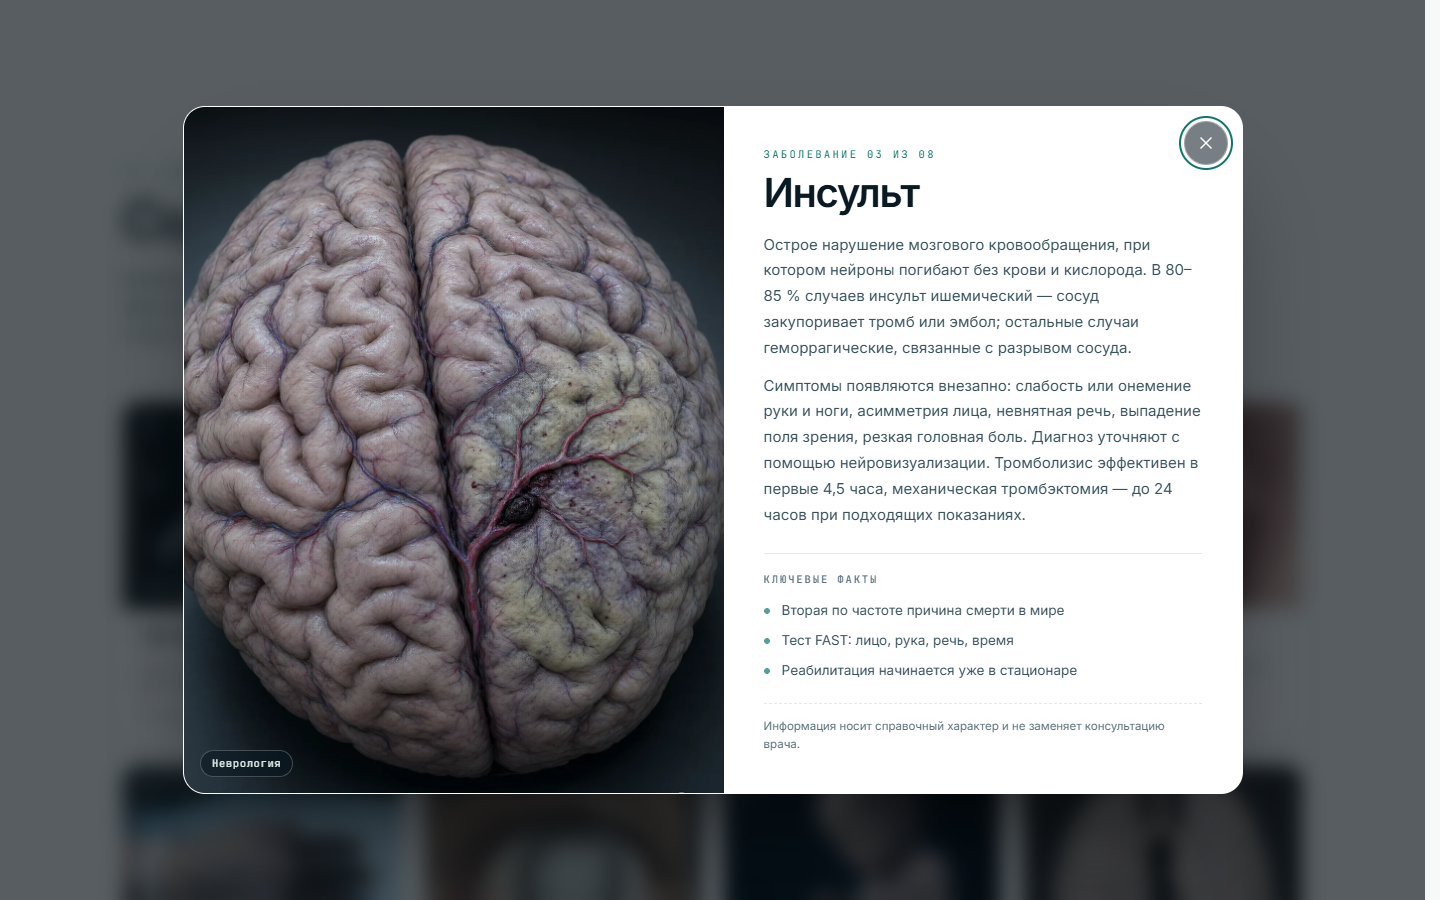 ЗАБОЛЕВАНИЕ 03 ИЗ 08
Инсульт
Острое нарушение мозгового кровообращения, при
котором нейроны погибают без крови и кислорода. В 80–
85 % случаев инсульт ишемический — сосуд
закупоривает тромб или эмбол; остальные случаи
геморрагические, связанные с разрывом сосуда.
Симптомы появляются внезапно: слабость или онемение
руки и ноги, асимметрия лица, невнятная речь, выпадение
поля зрения, резкая головная боль. Диагноз уточняют с
помощью нейровизуализации. Тромболизис эффективен в
первые 4,5 часа, механическая тромбэктомия — до 24
часов при подходящих показаниях.
КЛЮЧЕВЫЕ ФАКТЫ
Вторая по частоте причина смерти в мире
Тест FAST: лицо, рука, речь, время
Реабилитация начинается уже в стационаре
Информация носит справочный характер и не заменяет консультацию
врача.
Неврология